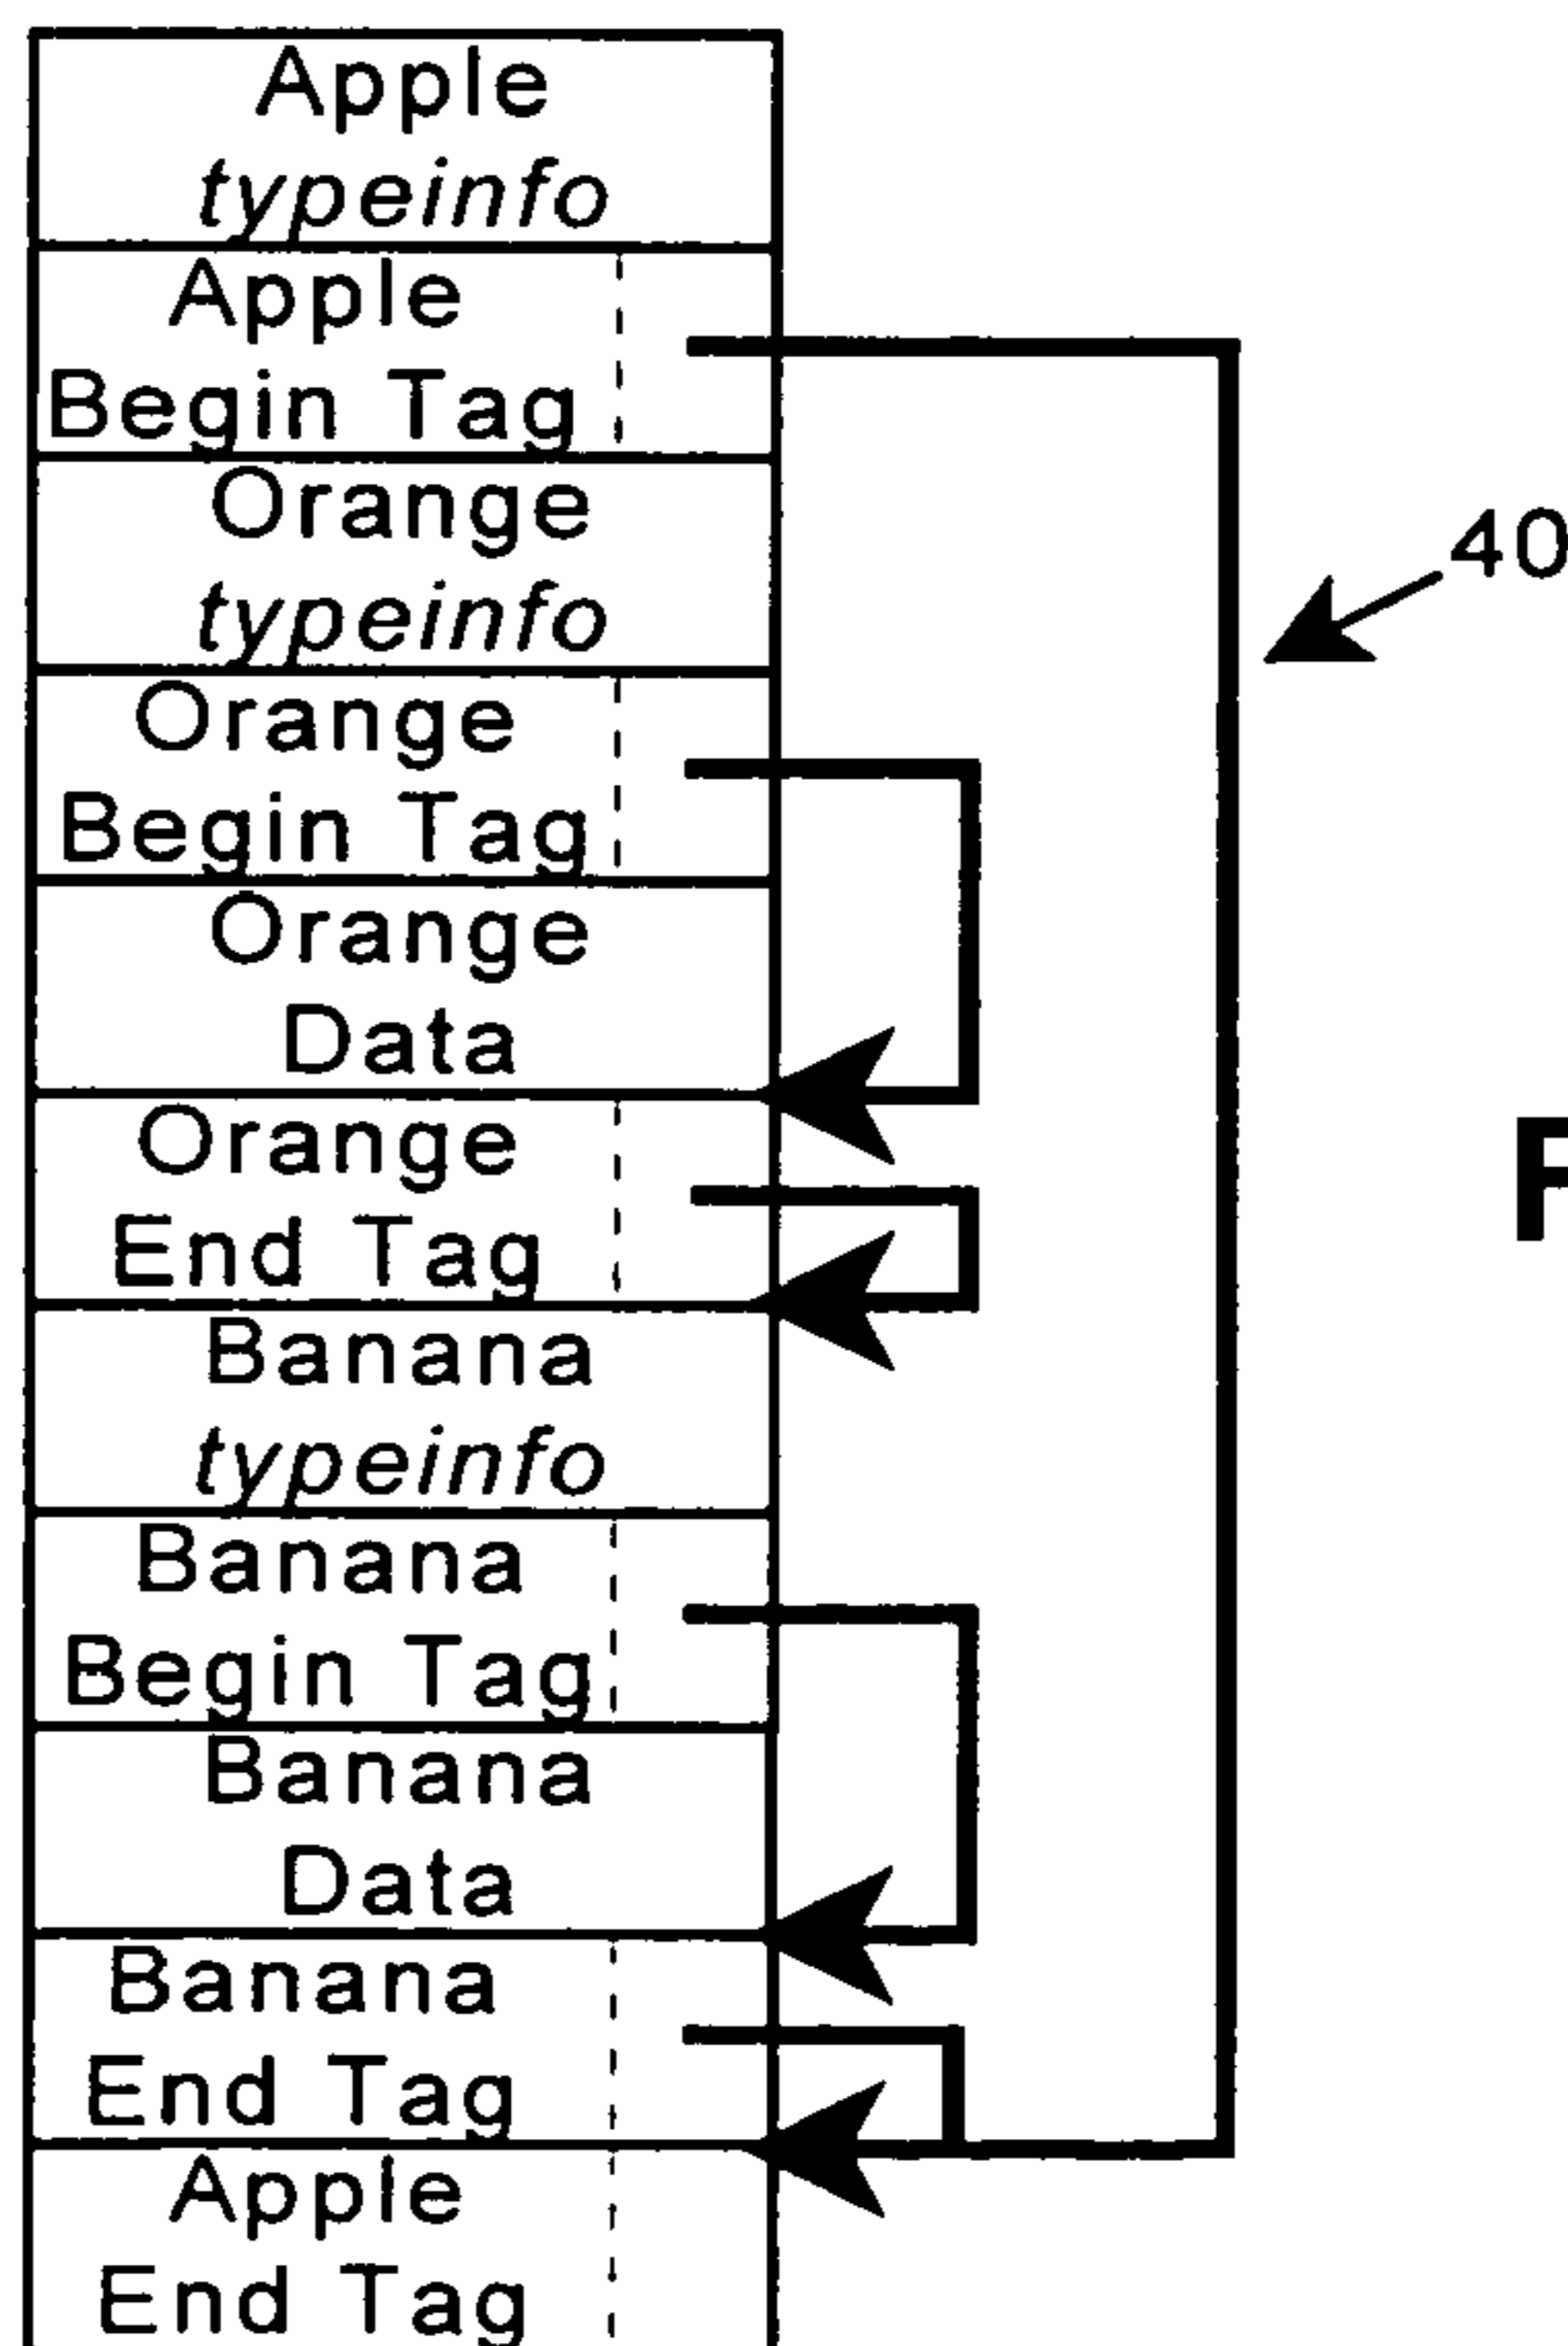 Apple
typeinfo
Apple
Begin Tag
Orange
typeinfo
40
Orange
Begin Tag
Orange
Data
Orange
End Tag
Banana
typeinfo
Banana
Begin Tag
Banana
Data
Banana
End Tag
Apple
End Tag